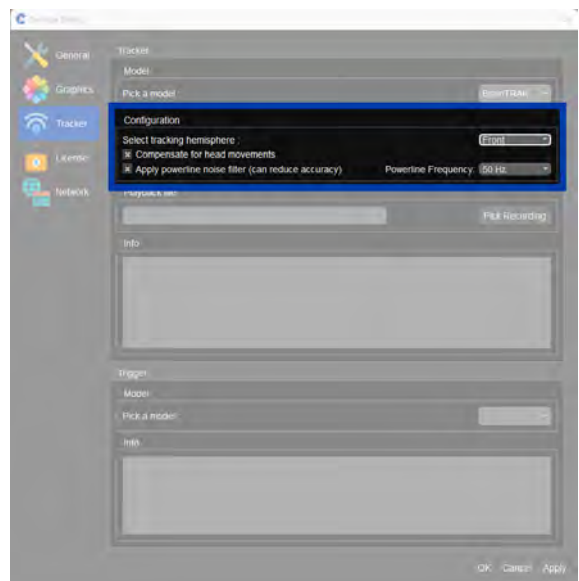 General
Graphics
Tracker
License
Network
Tracker
Model
Pick a model
Configuration
Select tracking hemisphere :
Front
Compensate for head movements
Apply powerline noise filter (can reduce accuracy)
Powerline Frequency:
50 Hz
Playback file
Pick Recording
Info
Trigger
Model
Pick a model
Info
OK
Cancel
Apply